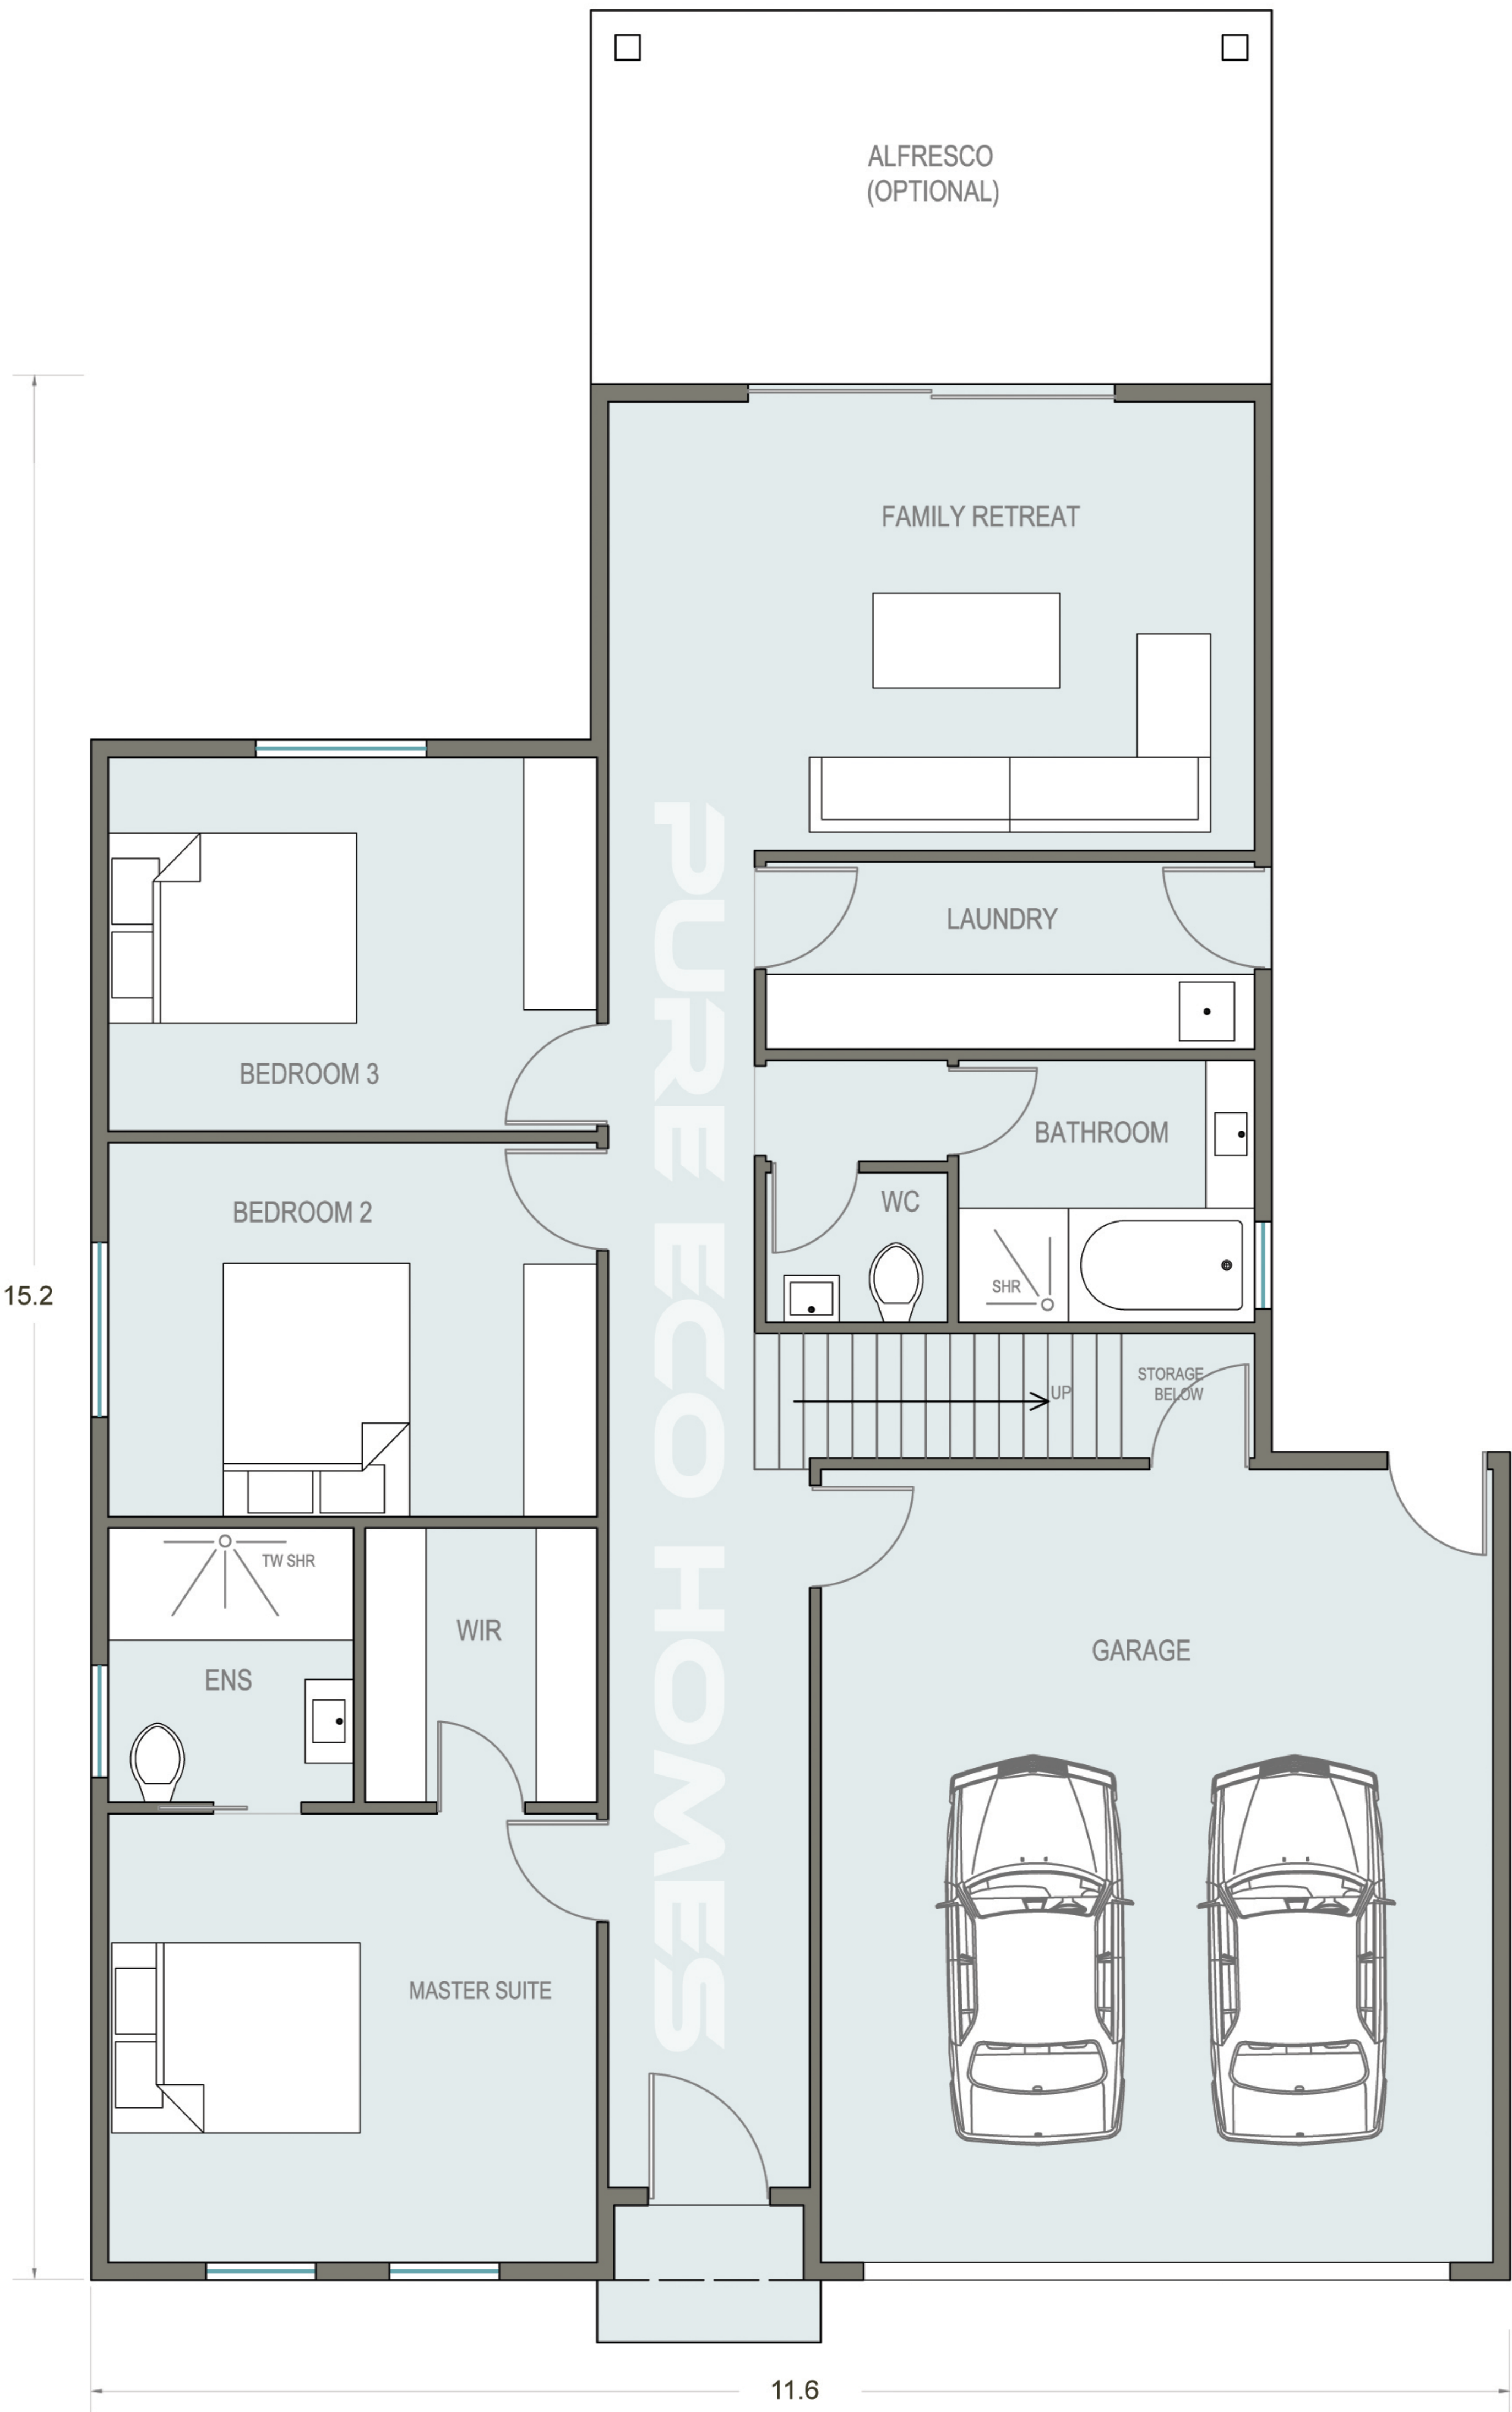 ALFRESCO
(OPTIONAL)
FAMILY RETREAT
LAUNDRY
BEDROOM 3
BATHROOM
BEDROOM 2
WC
SHR
15.2
STORAGE
BELOW
UP
TW SHR
WIR
GARAGE
ENS
MASTER SUITE
PURE ECO HOMES
11.6